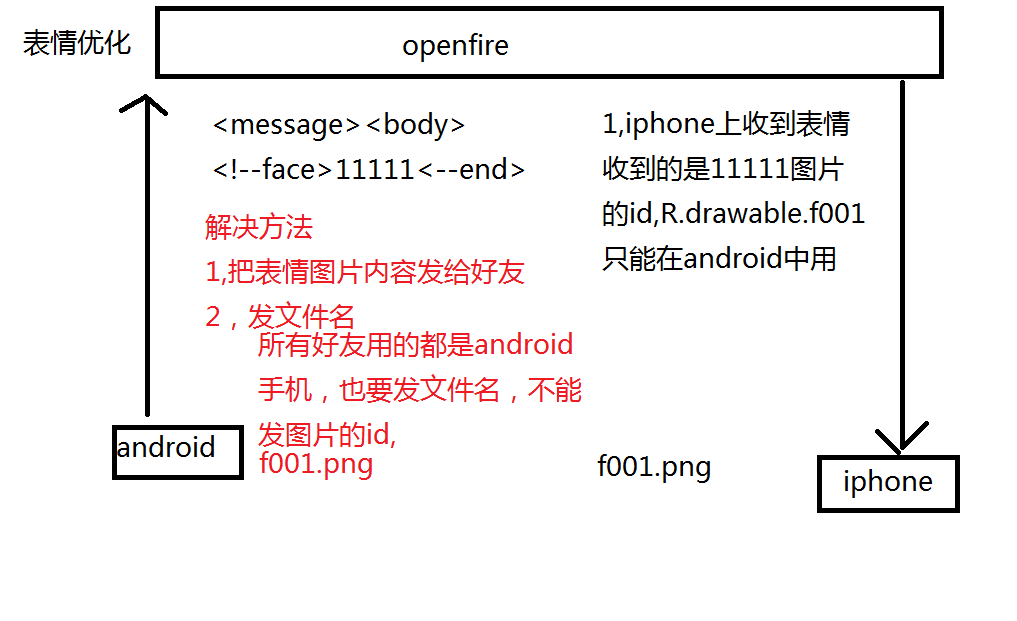 表情优化
openfire
<message><body>
<!--face>11111<--end>
解决方法
1,把表情图片内容发给好友
2，发文件名
所有好友用的都是android
手机，也要发文件名，不能
发图片的id,
f001.png
1,iphone上收到表情
收到的是11111图片
的id,R.drawable.f001
只能在android中用
android
f001.png
iphone